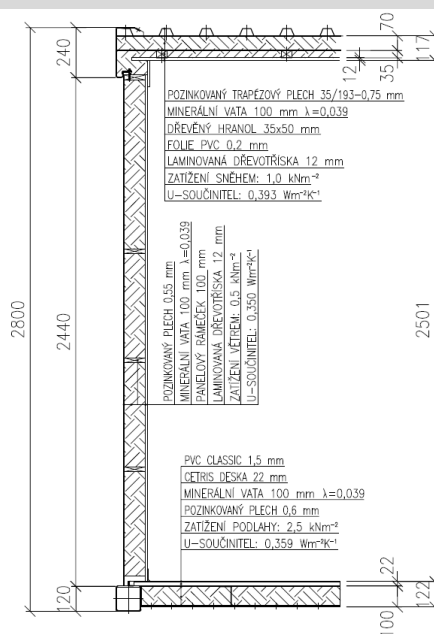 70
240
117
35
12
POZINKOVANÝ TRAPÉZOVÝ PLECH 35/193-0,75 mm
MINERÁLNÍ VATA 100 mm λ=0,039
DŘEVĚNÝ HRANOL 35x50 mm
FOLIE PVC 0,2 mm
LAMINOVANÁ DŘEVOTŘÍSKA 12 mm
ZATÍŽENÍ SNĚHEM: 1,0 kNm⁻²
U-SOUČINITEL: 0,393 Wm⁻²K⁻¹
2800
2440
POZINKOVANÝ PLECH 0,55 mm
MINERÁLNÍ VATA 100 mm λ=0,039
PANELOVÝ RÁMEČEK 100 mm
LAMINOVANÁ DŘEVOTŘÍSKA 12 mm
ZATÍŽENÍ VĚTREM: 0,5 kNm⁻²
U-SOUČINITEL: 0,350 Wm⁻²K⁻¹
2501
PVC CLASSIC 1,5 mm
CETRIS DESKA 22 mm
MINERÁLNÍ VATA 100 mm λ=0,039
POZINKOVANÝ PLECH 0,6 mm
ZATÍŽENÍ PODLAHY: 2,5 kNm⁻²
U-SOUČINITEL: 0,359 Wm⁻²K⁻¹
22
120
122
100